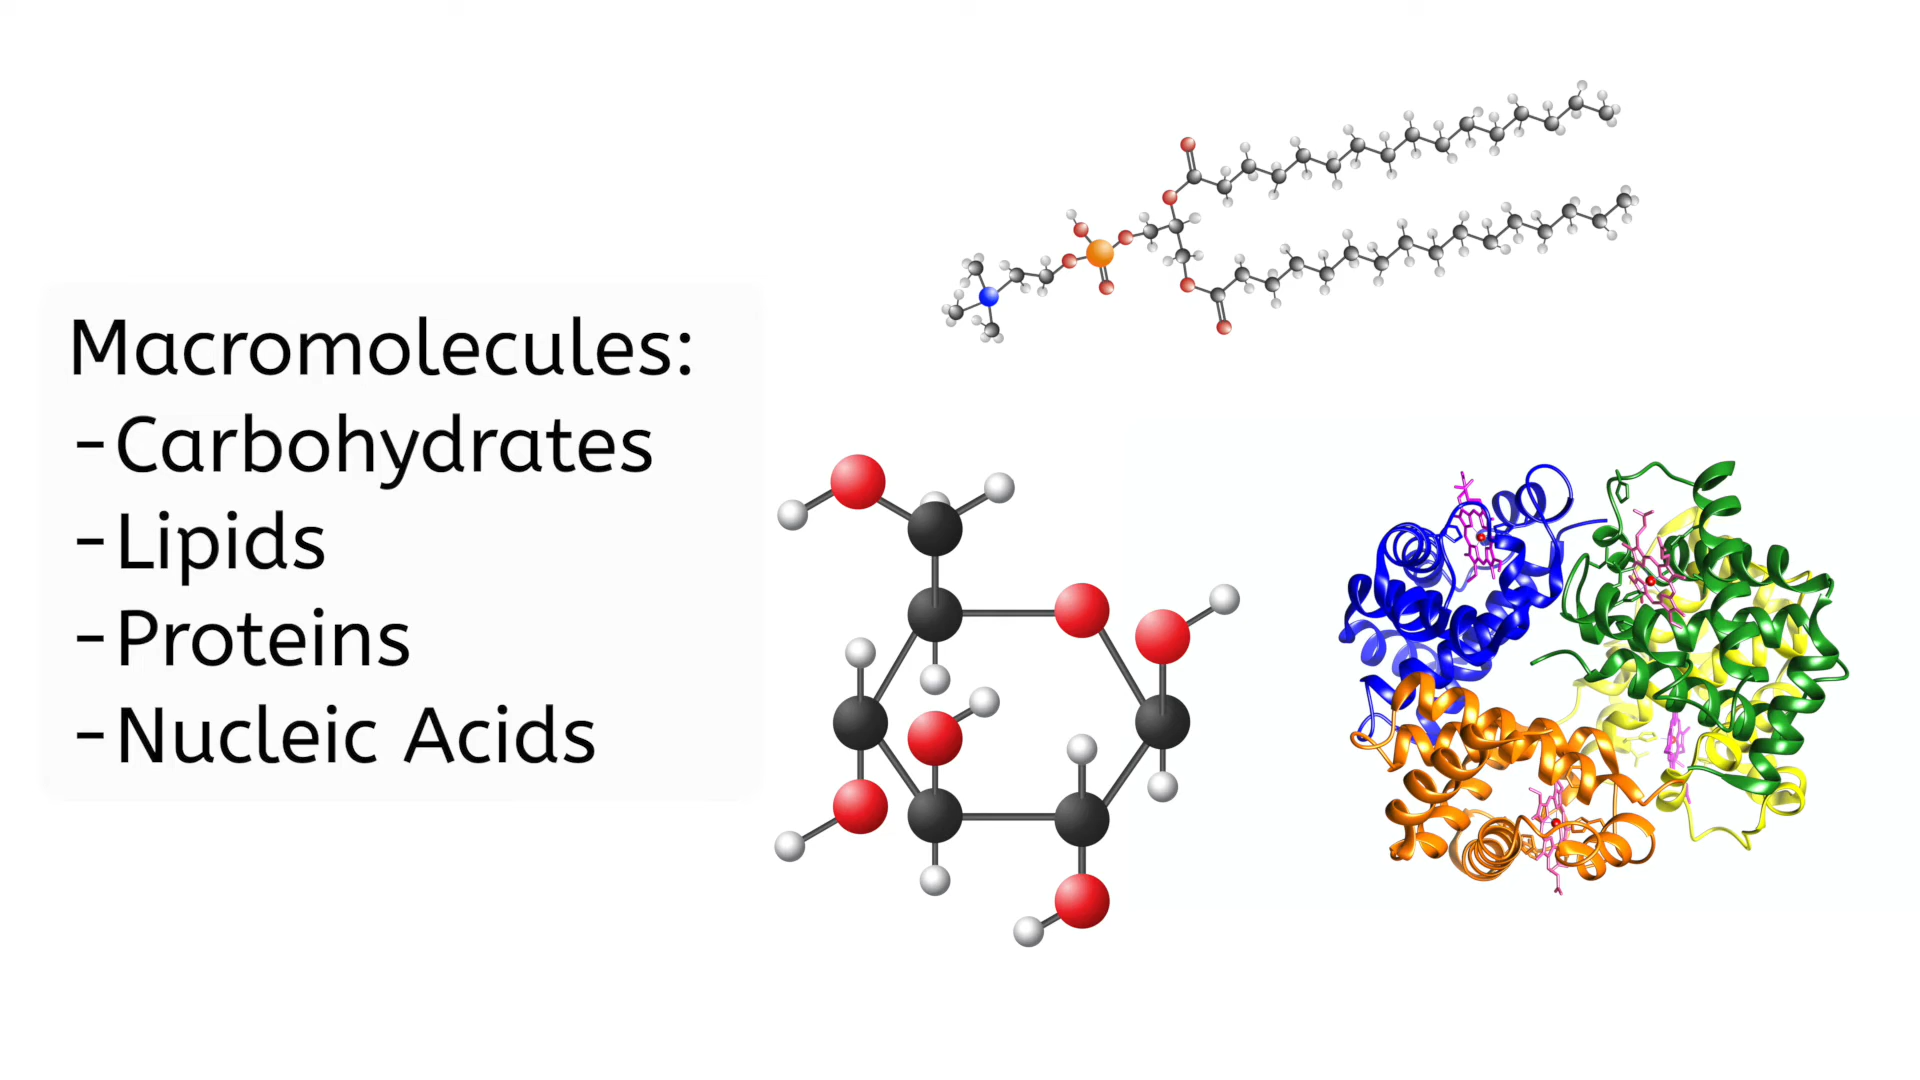 Macromolecules:
-Carbohydrates
-Lipids
-Proteins
-Nucleic Acids